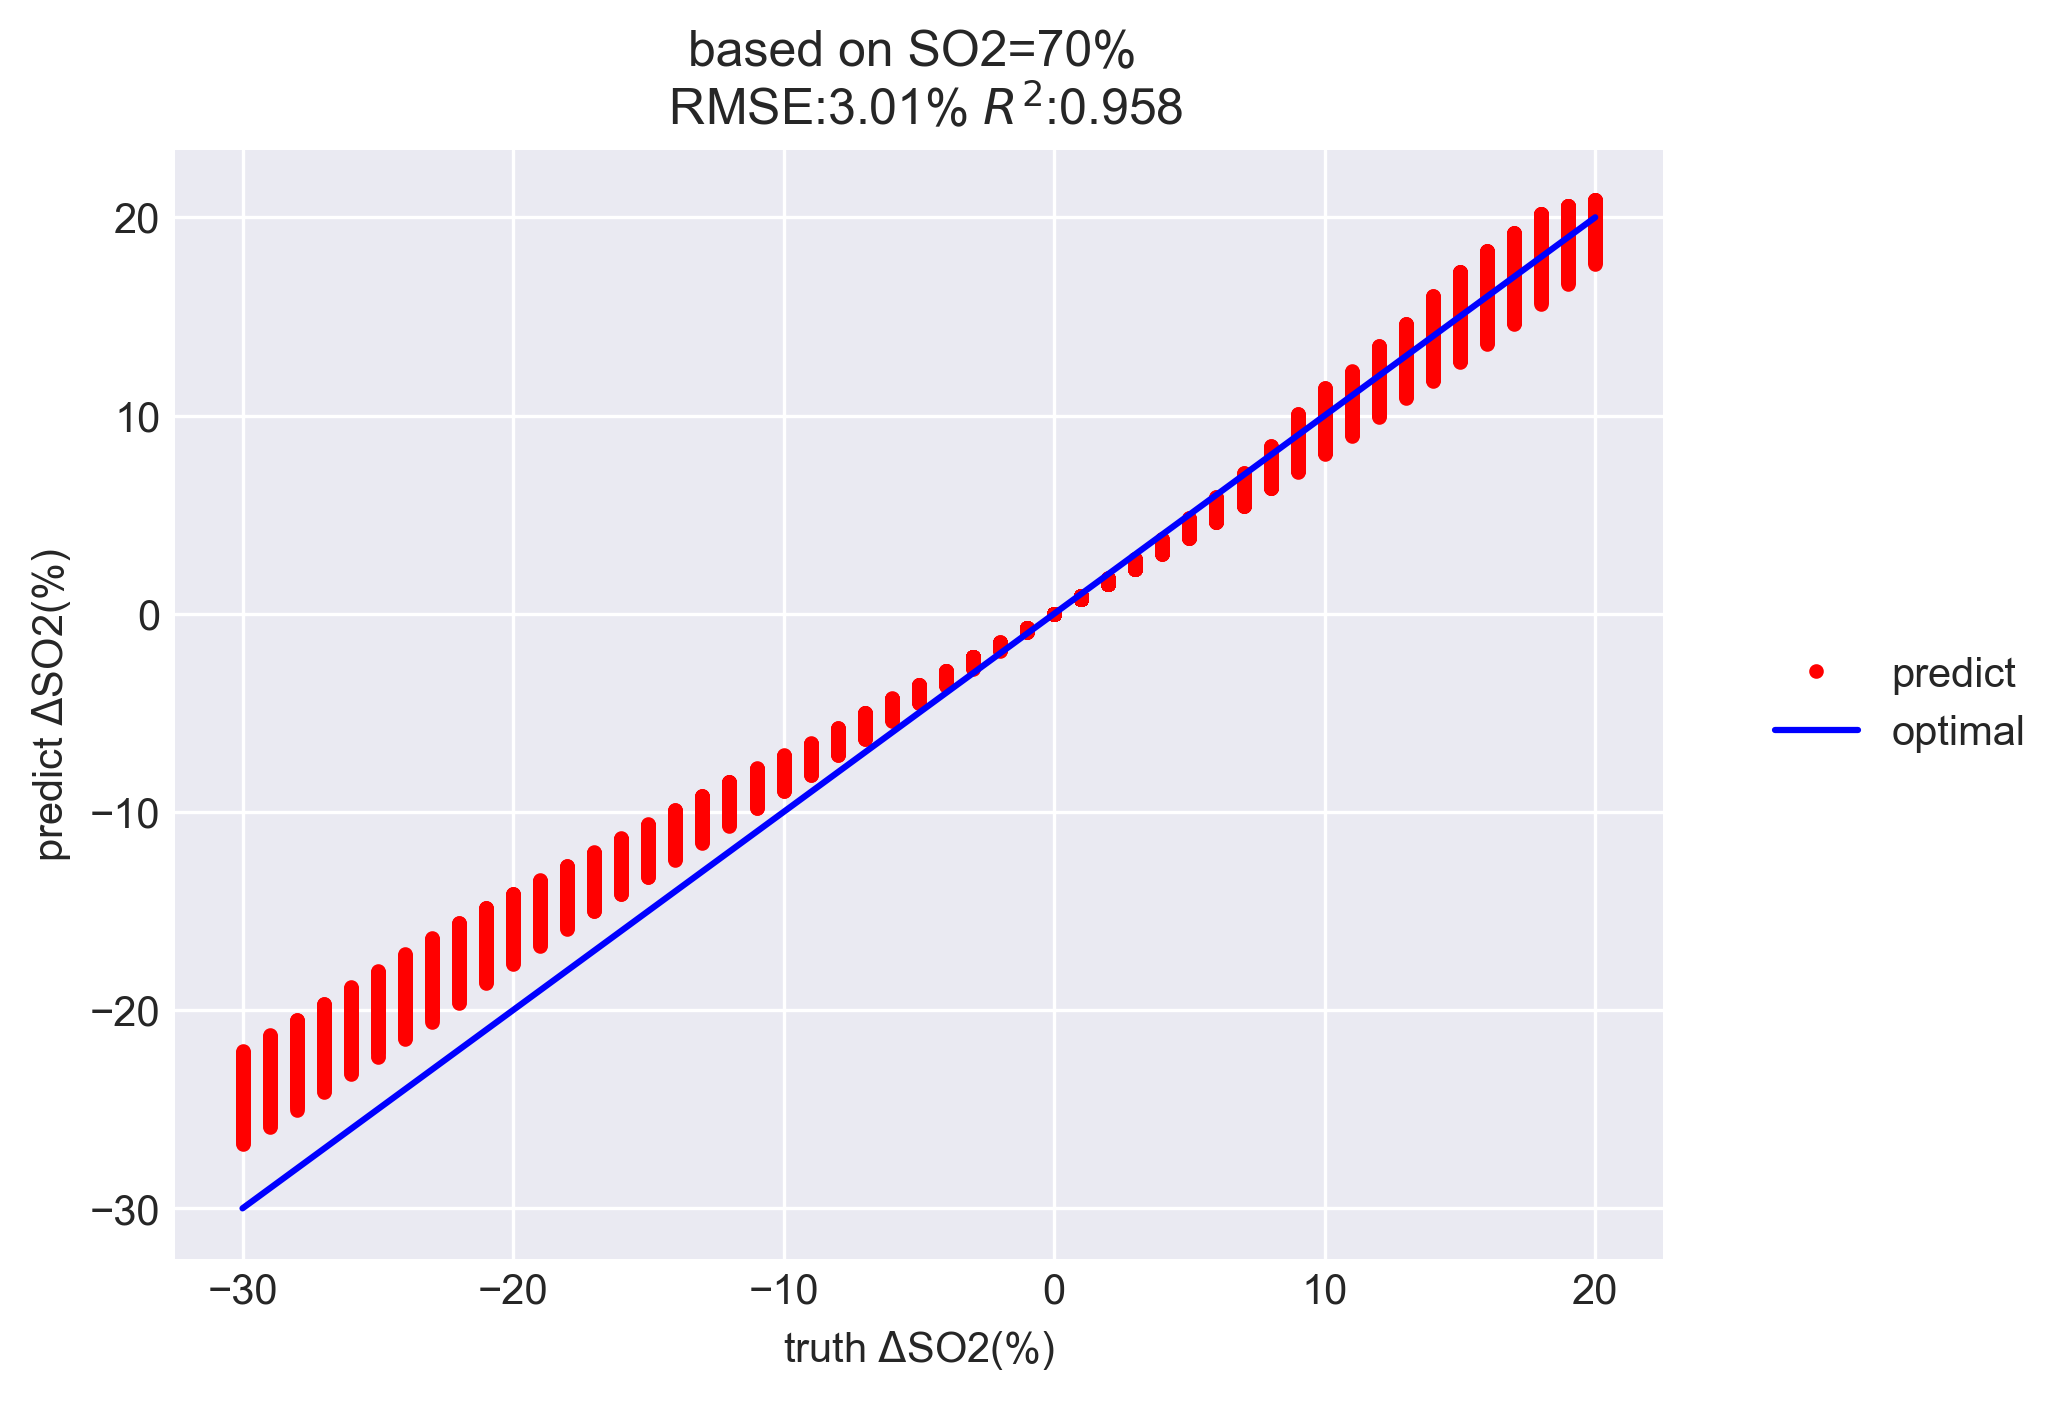 based on SO2=70%
RMSE:3.01% R²:0.958
predict ΔSO2(%)
20
10
0
−10
−20
−30
−30
−20
−10
0
10
20
truth ΔSO2(%)
predict
optimal